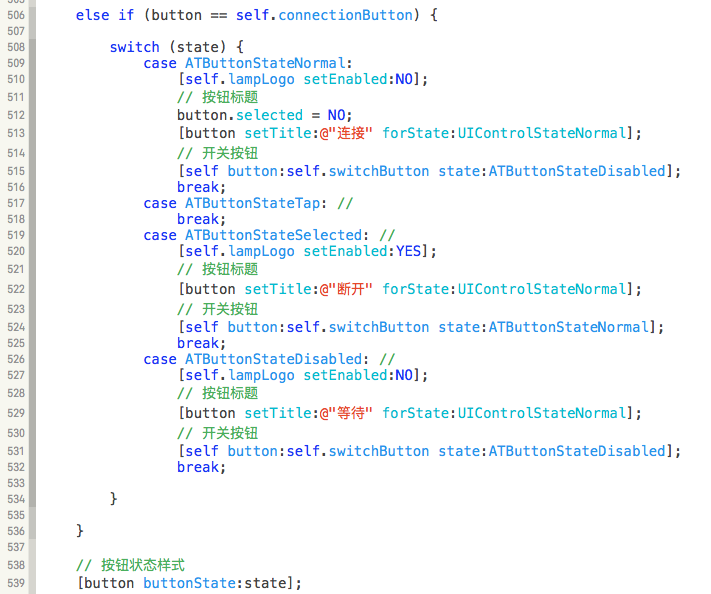 505
506 else if (button == self.connectionButton) {
507
508 switch (state) {
509 case ATButtonStateNormal:
510 [self.lampLogo setEnabled:NO];
511 // 按钮标题
512 button.selected = NO;
513 [button setTitle:@"连接" forState:UIControlStateNormal];
514 // 开关按钮
515 [self button:self.switchButton state:ATButtonStateDisabled];
516 break;
517 case ATButtonStateTap: //
518 break;
519 case ATButtonStateSelected: //
520 [self.lampLogo setEnabled:YES];
521 // 按钮标题
522 [button setTitle:@"断开" forState:UIControlStateNormal];
523 // 开关按钮
524 [self button:self.switchButton state:ATButtonStateNormal];
525 break;
526 case ATButtonStateDisabled: //
527 [self.lampLogo setEnabled:NO];
528 // 按钮标题
529 [button setTitle:@"等待" forState:UIControlStateNormal];
530 // 开关按钮
531 [self button:self.switchButton state:ATButtonStateDisabled];
532 break;
533
534 }
535
536 }
537
538 // 按钮状态样式
539 [button buttonState:state];